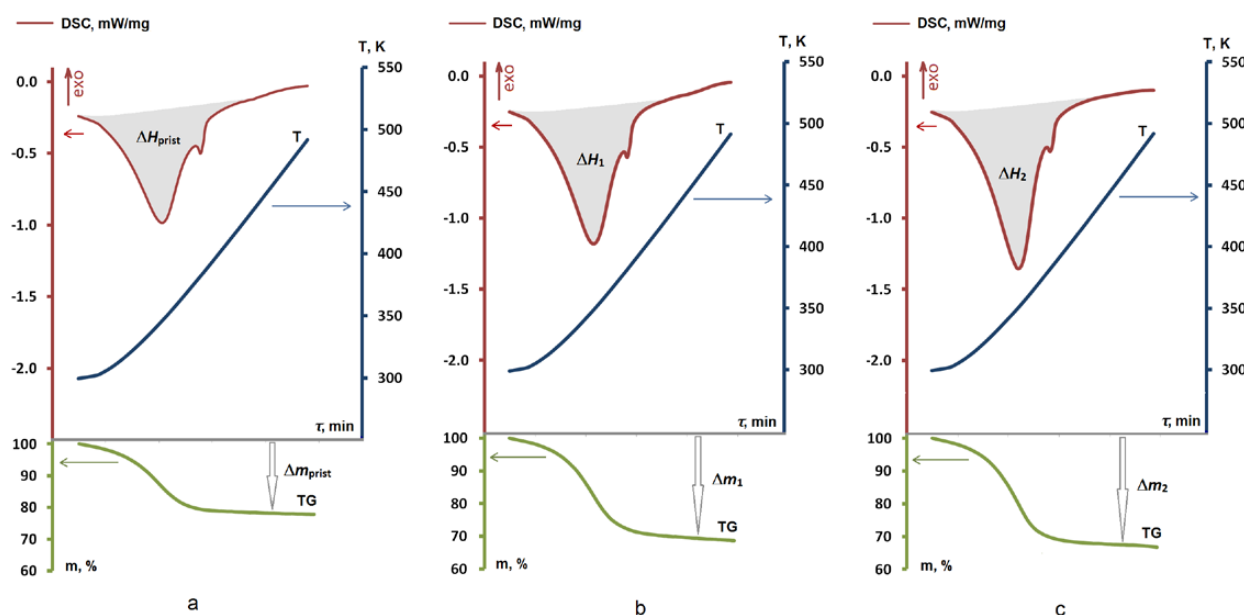 DSC, mW/mg
T, K
exo
0.0
-0.5
-1.0
-1.5
-2.0
550
500
450
400
350
300
ΔHprist
T
τ, min
100
90
80
70
60
Δmprist
TG
m, %
a
DSC, mW/mg
T, K
exo
0.0
-0.5
-1.0
-1.5
-2.0
550
500
450
400
350
300
ΔH1
T
τ, min
100
90
80
70
60
Δm1
TG
m, %
b
DSC, mW/mg
T, K
exo
0.0
-0.5
-1.0
-1.5
-2.0
550
500
450
400
350
300
ΔH2
T
τ, min
100
90
80
70
60
Δm2
TG
m, %
c